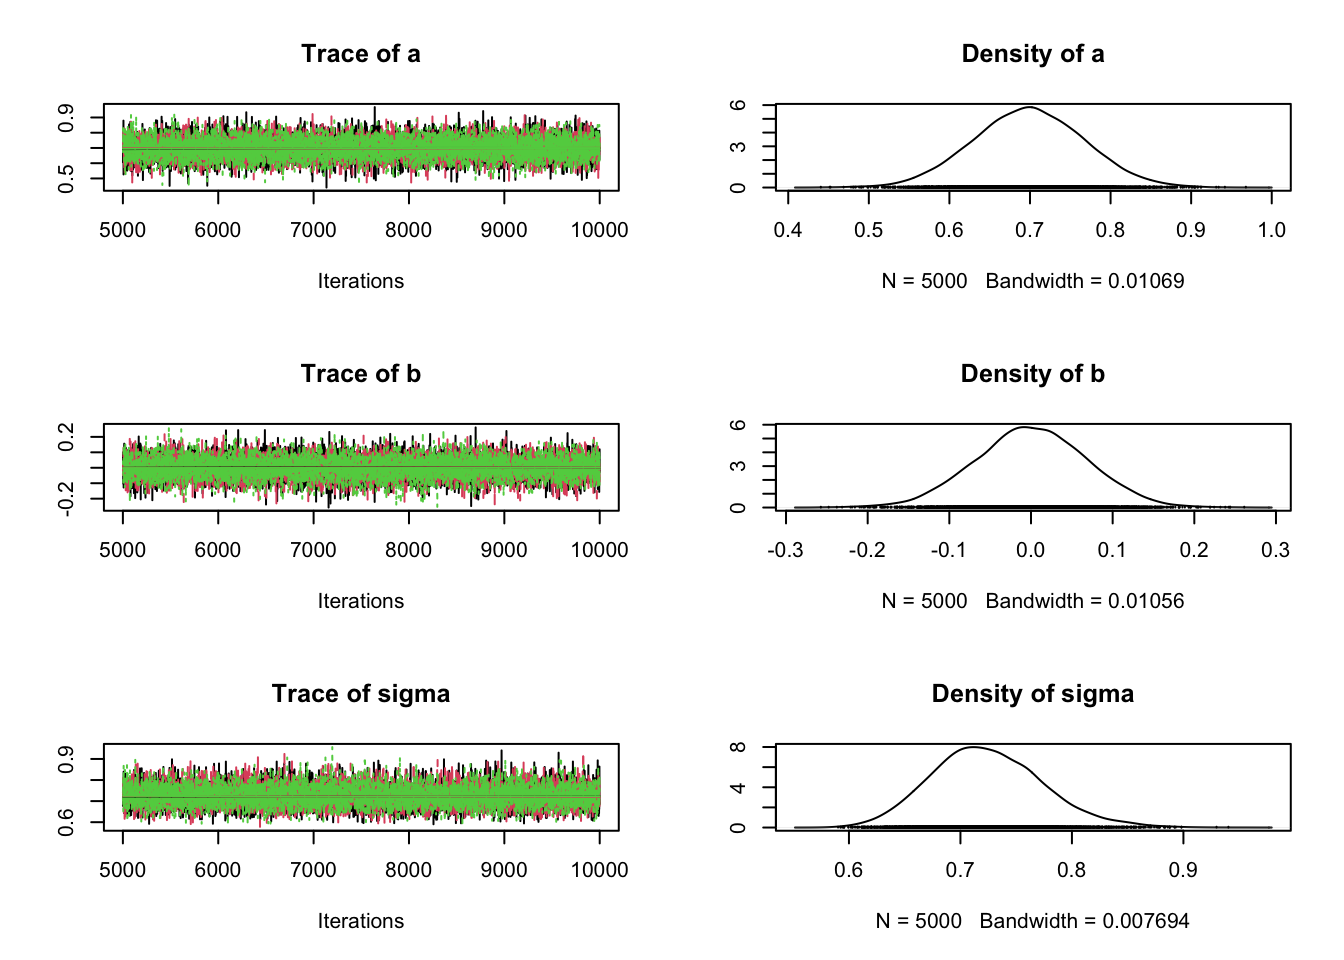 Trace of a
0.5 0.9
5000 6000 7000 8000 9000 10000
Iterations
Density of a
0 3 6
0.4 0.5 0.6 0.7 0.8 0.9 1.0
N = 5000 Bandwidth = 0.01069
Trace of b
-0.2 0.2
5000 6000 7000 8000 9000 10000
Iterations
Density of b
0 3 6
-0.3 -0.2 -0.1 0.0 0.1 0.2 0.3
N = 5000 Bandwidth = 0.01056
Trace of sigma
0.6 0.9
5000 6000 7000 8000 9000 10000
Iterations
Density of sigma
0 4 8
0.6 0.7 0.8 0.9
N = 5000 Bandwidth = 0.007694